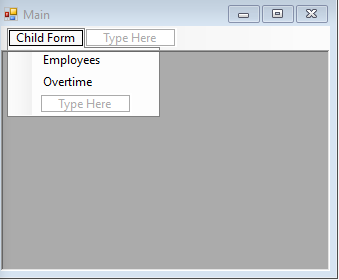 Main
Child Form Type Here
Employees
Overtime
Type Here